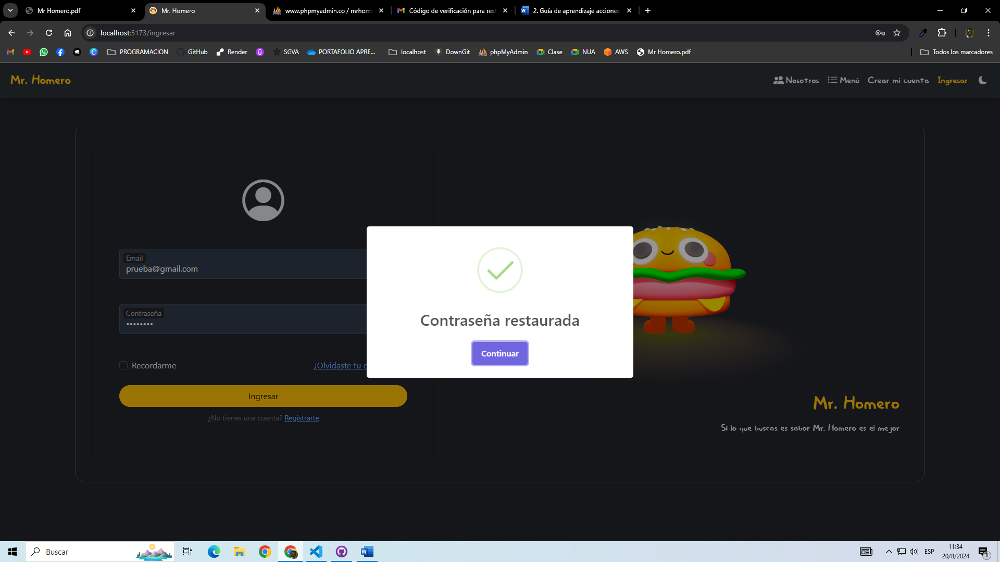 Mr Homero.pdf
Mr. Homero
www.phpmyadmin.co / mrhom
Código de verificación para rest
2. Guía de aprendizaje acciones
localhost:5173/ingresar
PROGRAMACION
GitHub
Render
SGVA
PORTAFOLIO APRE...
localhost
DownGit
phpMyAdmin
Clase
NUA
AWS
Mr Homero.pdf
Todos los marcadores
Mr. Homero
Nosotros
Menú
Crear mi cuenta
Ingresar
Email
prueba@gmail.com
Contraseña
••••••••
Recordarme
¿Olvidaste tu c
Ingresar
¿No tienes una cuenta? Registrarte
Contraseña restaurada
Continuar
Mr. Homero
Si lo que buscas es sabor Mr. Homero es el mejor
Buscar
ESP
11:34
20/8/2024
1